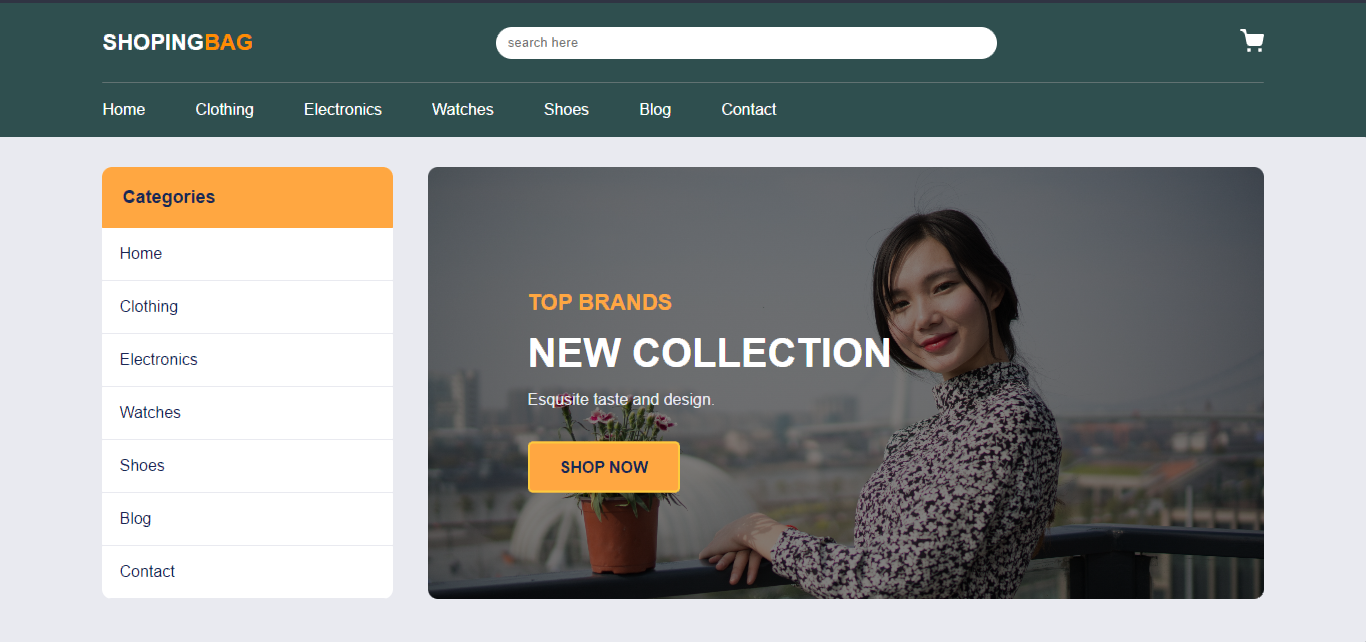 SHOPINGBAG
search here
Home Clothing Electronics Watches Shoes Blog Contact
Categories
Home
Clothing
Electronics
Watches
Shoes
Blog
Contact
TOP BRANDS
NEW COLLECTION
Esqusite taste and design.
SHOP NOW